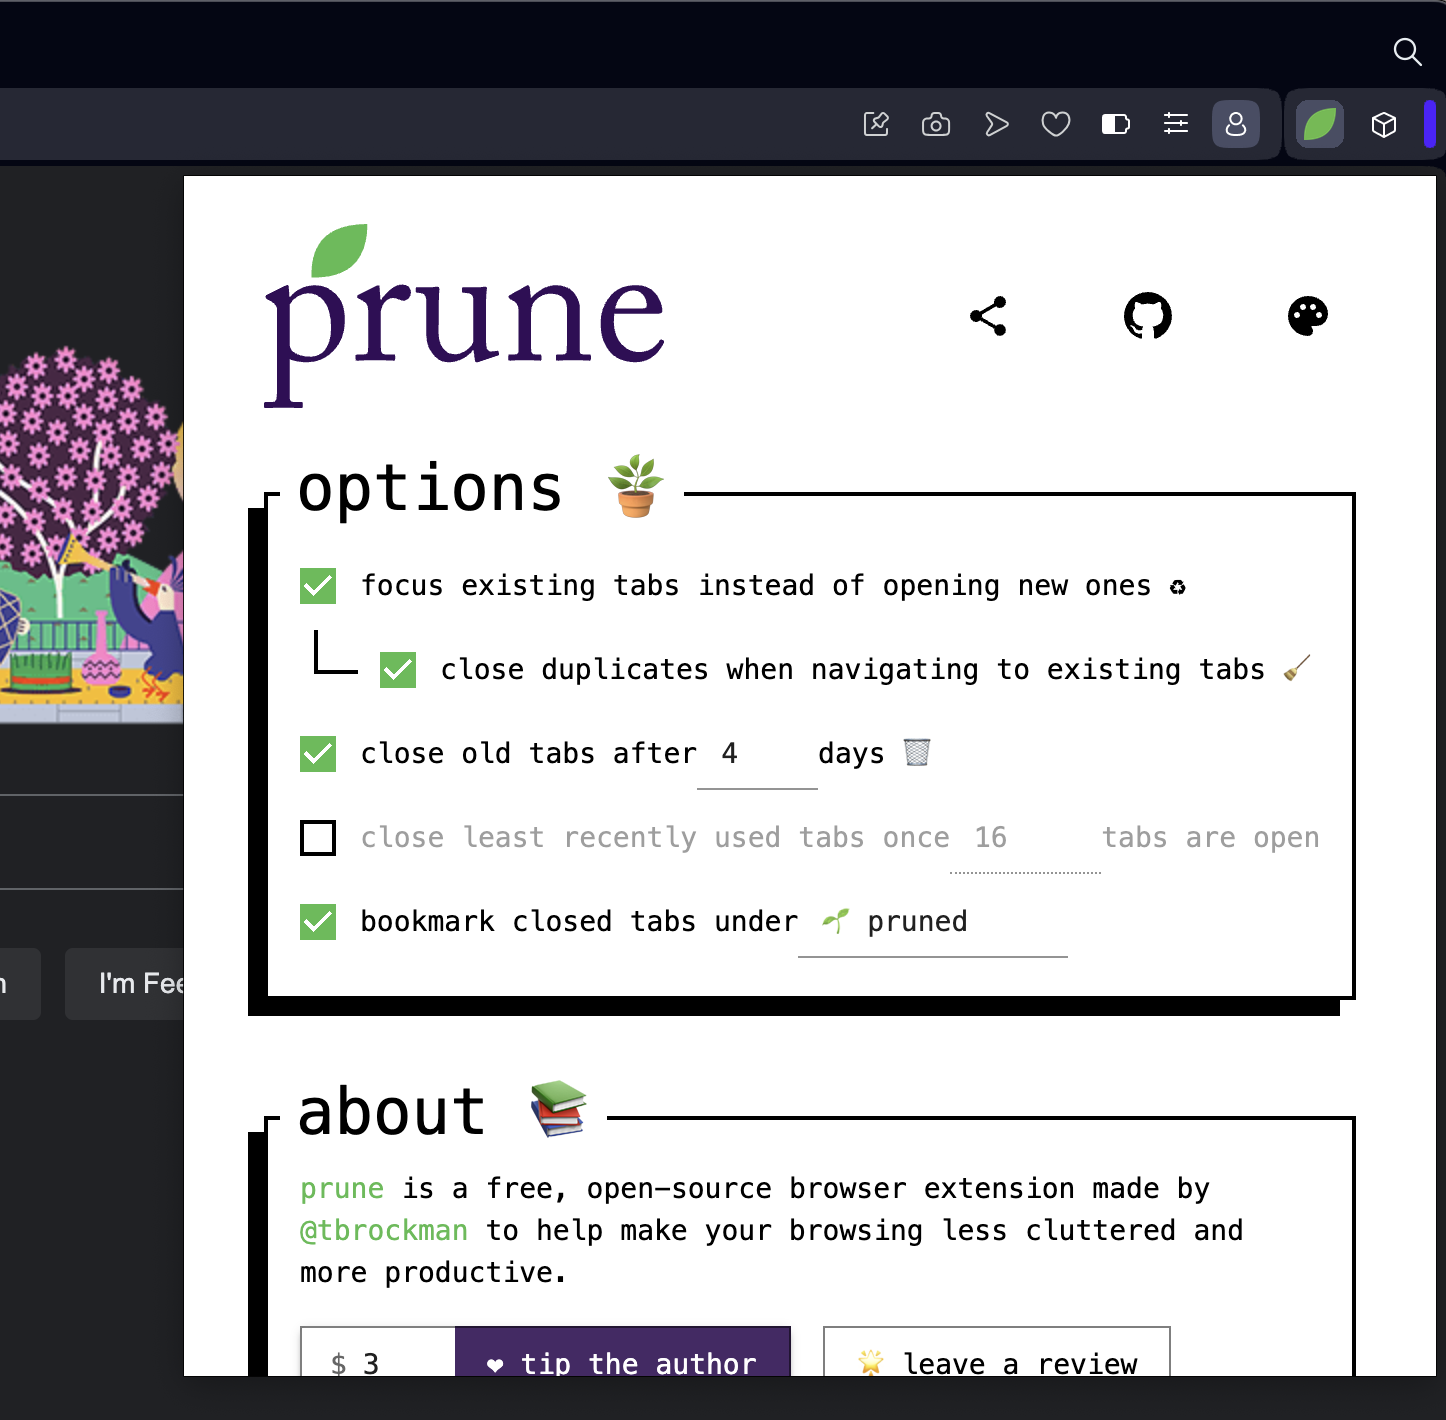 prune
options 🪴
focus existing tabs instead of opening new ones ♻
close duplicates when navigating to existing tabs 🧹
close old tabs after 4 days 🗑️
close least recently used tabs once 16 tabs are open
bookmark closed tabs under 🌱 pruned
I'm Fee
about 📚
prune is a free, open-source browser extension made by
@tbrockman to help make your browsing less cluttered and
more productive.
$ 3 ❤ tip the author 🌟 leave a review